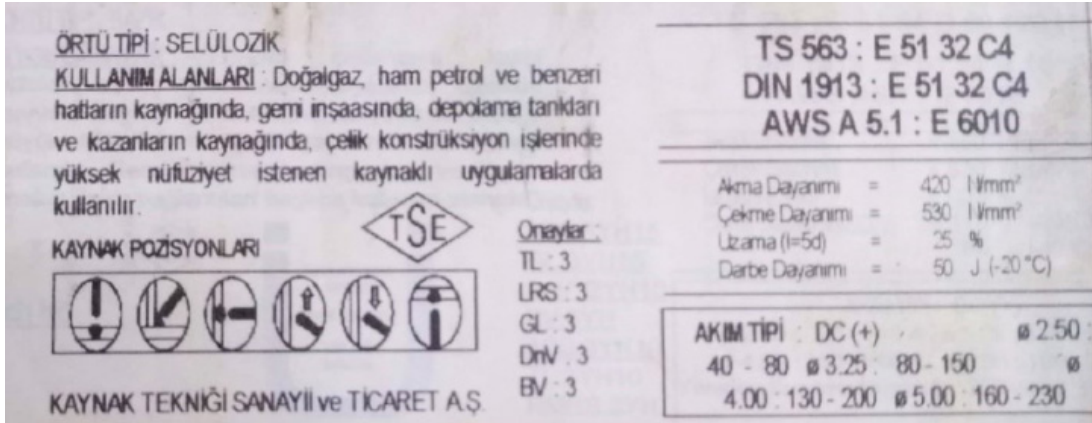 ÖRTÜ TİPİ : SELÜLOZİK
KULLANIM ALANLARI : Doğalgaz, ham petrol ve benzeri
hatların kaynağında, gemi inşaasında, depolama tankları
ve kazanların kaynağında, çelik konstrüksiyon işlerinde
yüksek nüfuziyet istenen kaynaklı uygulamalarda
kullanılır.
TSE
KAYNAK POZİSYONLARI
Onaylar :
TL : 3
LRS : 3
GL : 3
DnV : 3
BV : 3
KAYNAK TEKNİĞİ SANAYİİ ve TİCARET A.Ş.
TS 563 : E 51 32 C4
DIN 1913 : E 51 32 C4
AWS A 5.1 : E 6010
Akma Dayanımı = 420 N/mm²
Çekme Dayanımı = 530 N/mm²
Uzama (l=5d) = 25 %
Darbe Dayanımı = 50 J (-20°C)
AKIM TİPİ : DC (+) ø 2.50 :
40 - 80 ø 3.25 : 80 - 150 ø
4.00 : 130 - 200 ø 5.00 : 160 - 230